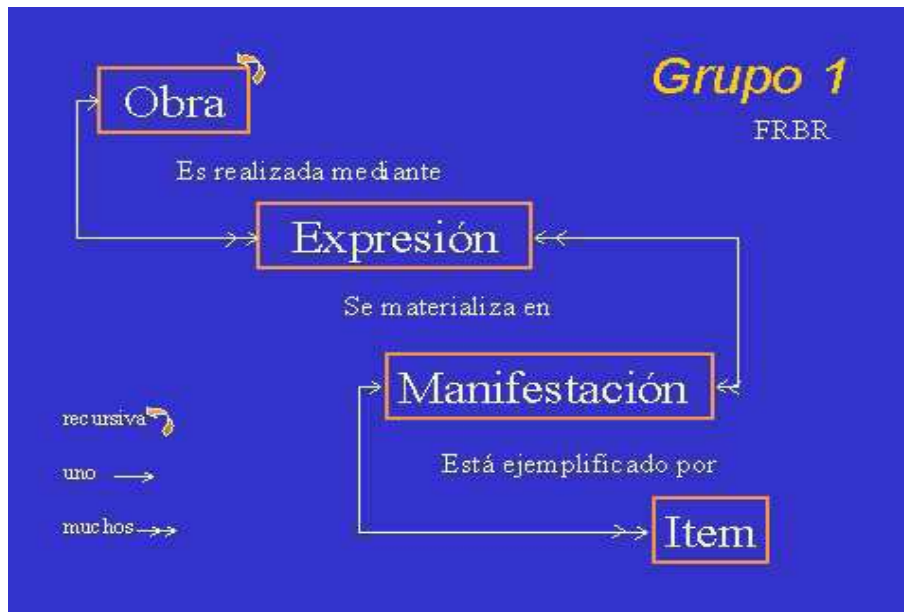 Grupo 1
FRBR
Obra
Es realizada mediante
Expresión
Se materializa en
Manifestación
Está ejemplificado por
Item
recursiva
uno
muchos